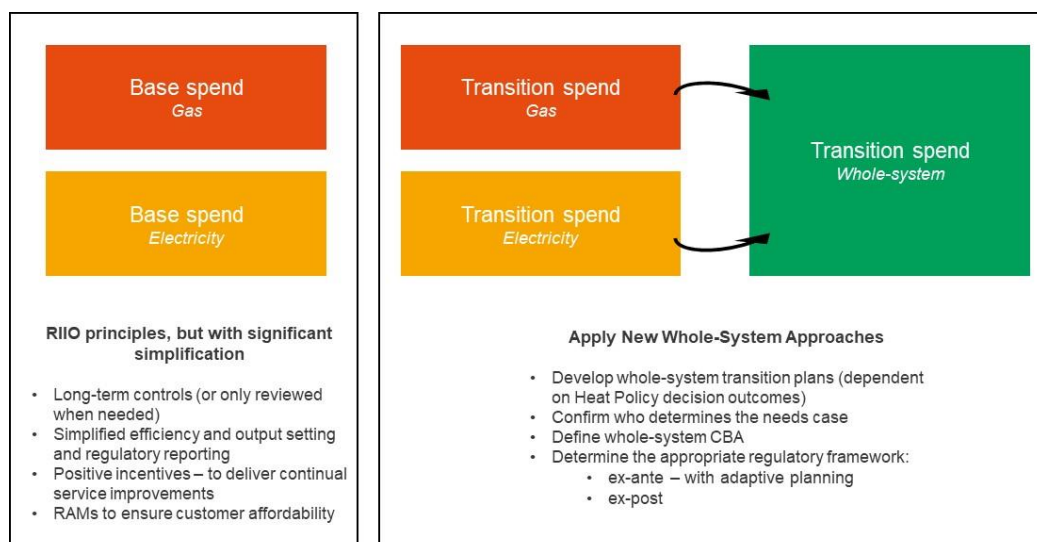 Base spend
Gas
Base spend
Electricity
RIIO principles, but with significant
simplification
• Long-term controls (or only reviewed
when needed)
• Simplified efficiency and output setting
and regulatory reporting
• Positive incentives – to deliver continual
service improvements
• RAMs to ensure customer affordability
Transition spend
Gas
Transition spend
Electricity
Transition spend
Whole-system
Apply New Whole-System Approaches
• Develop whole-system transition plans (dependent
on Heat Policy decision outcomes)
• Confirm who determines the needs case
• Define whole-system CBA
• Determine the appropriate regulatory framework:
• ex-ante – with adaptive planning
• ex-post